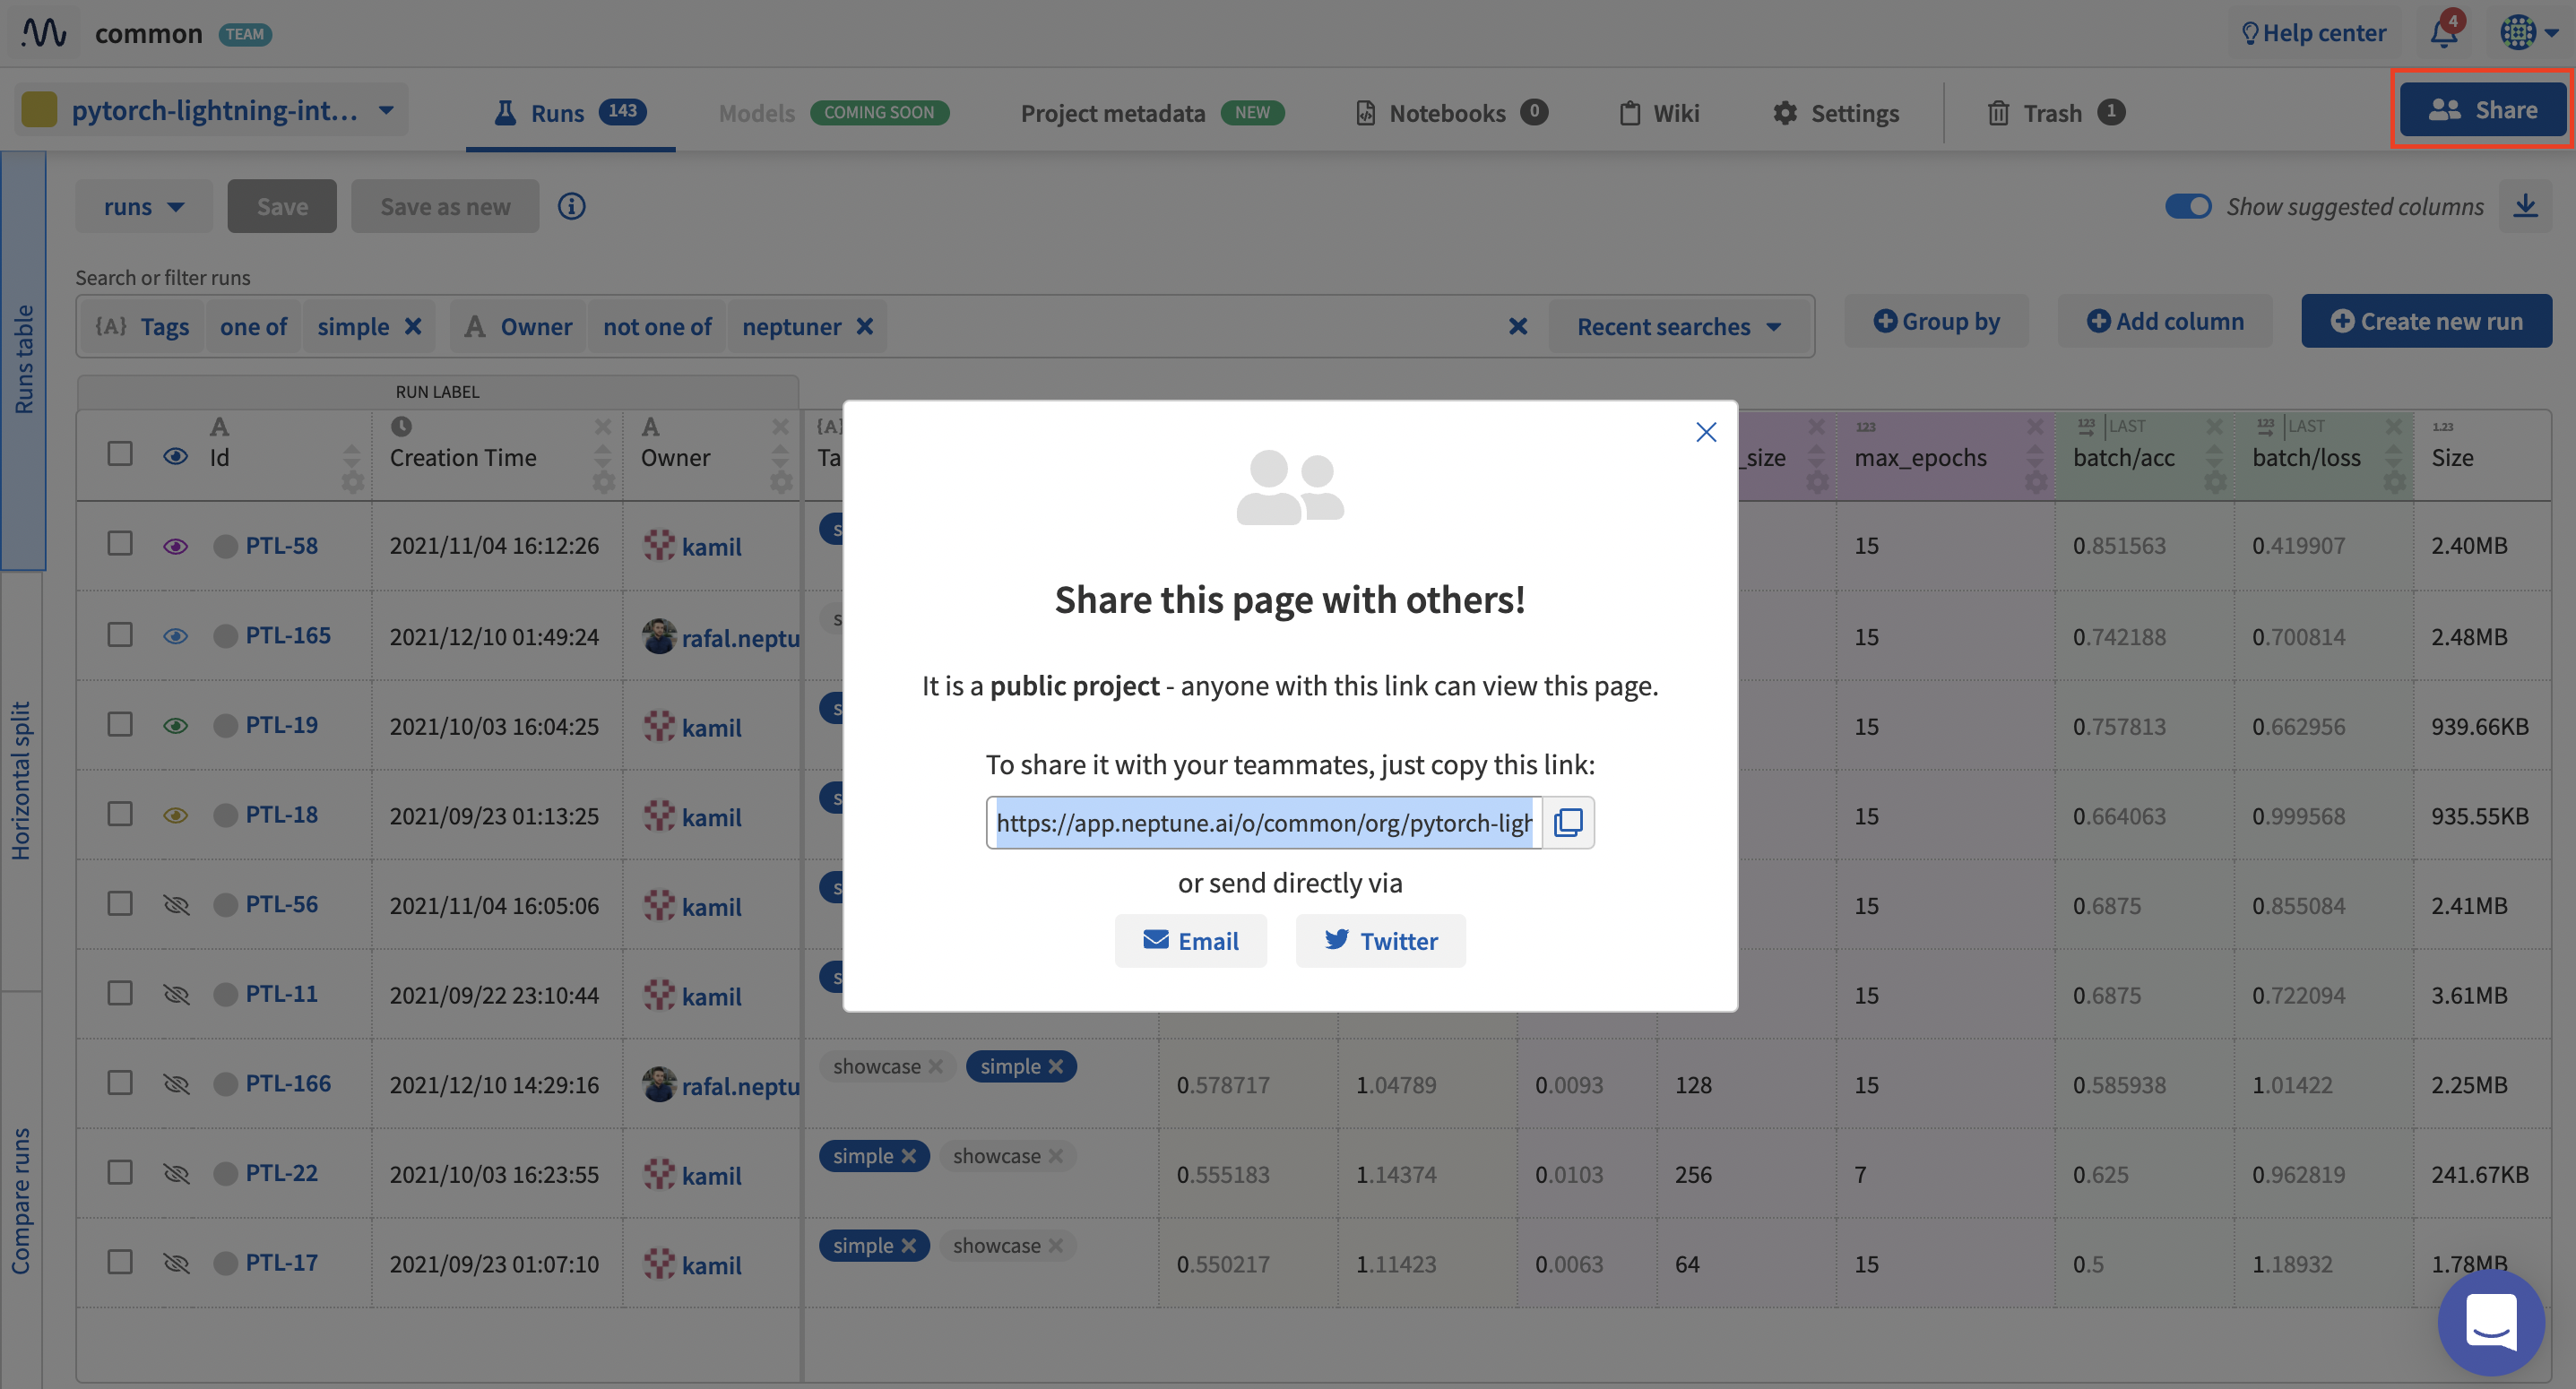 common TEAM Help center 4
pytorch-lightning-int... Runs 143 Models COMING SOON Project metadata NEW Notebooks 0 Wiki Settings Trash 1 Share
runs Save Save as new Show suggested columns
Search or filter runs
{A} Tags one of simple A Owner not one of neptuner Recent searches Group by Add column Create new run
Runs table
Horizontal split
Compare runs
RUN LABEL
A A {A} 123 123 LAST 123 LAST 1.23
Id Creation Time Owner Ta _size max_epochs batch/acc batch/loss Size
PTL-58 2021/11/04 16:12:26 kamil s 15 0.851563 0.419907 2.40MB
PTL-165 2021/12/10 01:49:24 rafal.neptu s 15 0.742188 0.700814 2.48MB
PTL-19 2021/10/03 16:04:25 kamil s 15 0.757813 0.662956 939.66KB
PTL-18 2021/09/23 01:13:25 kamil s 15 0.664063 0.999568 935.55KB
PTL-56 2021/11/04 16:05:06 kamil s 15 0.6875 0.855084 2.41MB
PTL-11 2021/09/22 23:10:44 kamil s 15 0.6875 0.722094 3.61MB
PTL-166 2021/12/10 14:29:16 rafal.neptu showcase simple 0.578717 1.04789 0.0093 128 15 0.585938 1.01422 2.25MB
PTL-22 2021/10/03 16:23:55 kamil simple showcase 0.555183 1.14374 0.0103 256 7 0.625 0.962819 241.67KB
PTL-17 2021/09/23 01:07:10 kamil simple showcase 0.550217 1.11423 0.0063 64 15 0.5 1.18932 1.78MB
Share this page with others!
It is a public project - anyone with this link can view this page.
To share it with your teammates, just copy this link:
https://app.neptune.ai/o/common/org/pytorch-ligh
or send directly via
Email Twitter